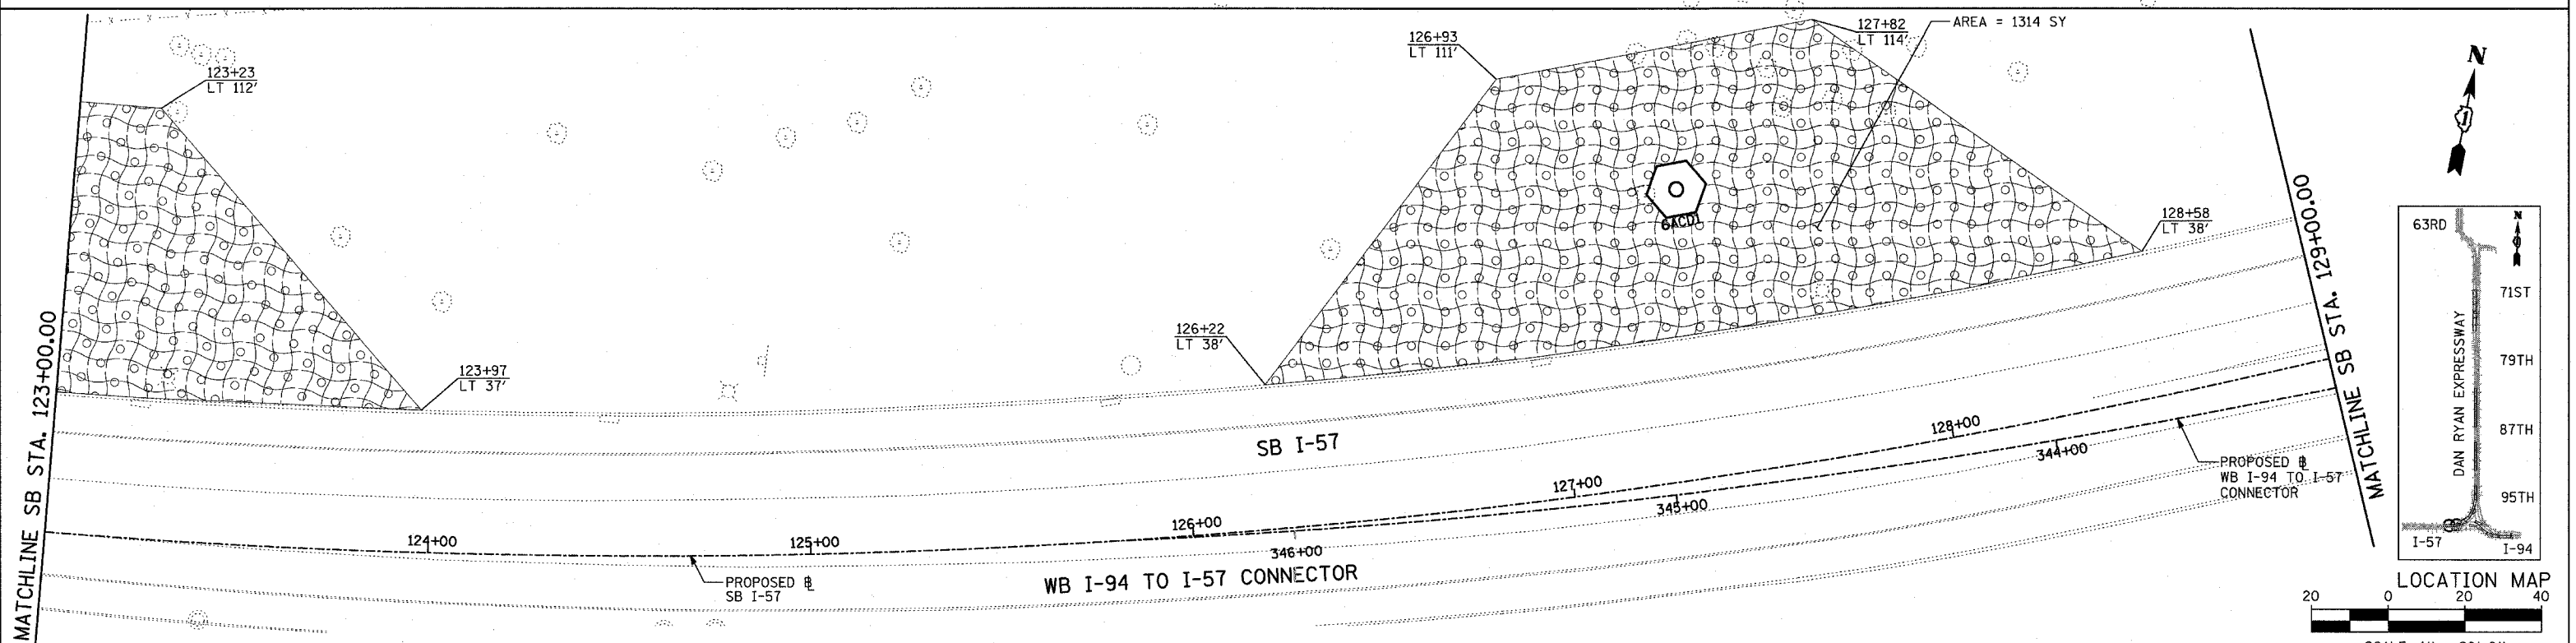 123+23
LT 112'
126+93
LT 111'
127+82
LT 114'
AREA = 1314 SY
N
6ACD1
128+58
LT 38'
126+22
LT 38'
123+97
LT 37'
MATCHLINE SB STA. 123+00.00
MATCHLINE SB STA. 129+00.00
SB I-57
124+00
125+00
126+00
127+00
128+00
346+00
345+00
344+00
PROPOSED
SB I-57
WB I-94 TO I-57 CONNECTOR
PROPOSED
WB I-94 TO I-57
CONNECTOR
63RD
N
71ST
DAN RYAN EXPRESSWAY
79TH
87TH
95TH
I-57
I-94
LOCATION MAP
20 0 20 40